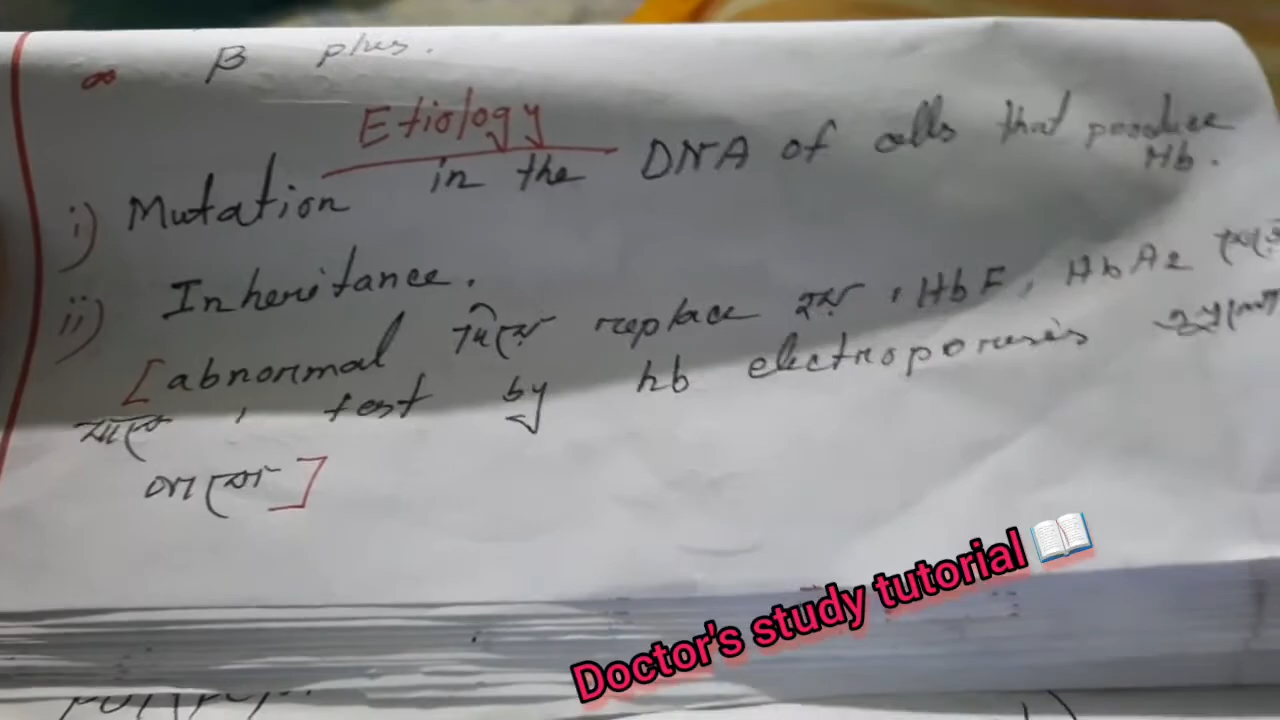 ∞ β plus.
Etiology
i) Mutation in the DNA of cells that produce Hb.
ii) Inheritance.
[abnormal দিয়ে replace হয়, HbF, HbA2
test by hb electroporesis
]
Doctor's study tutorial 📖